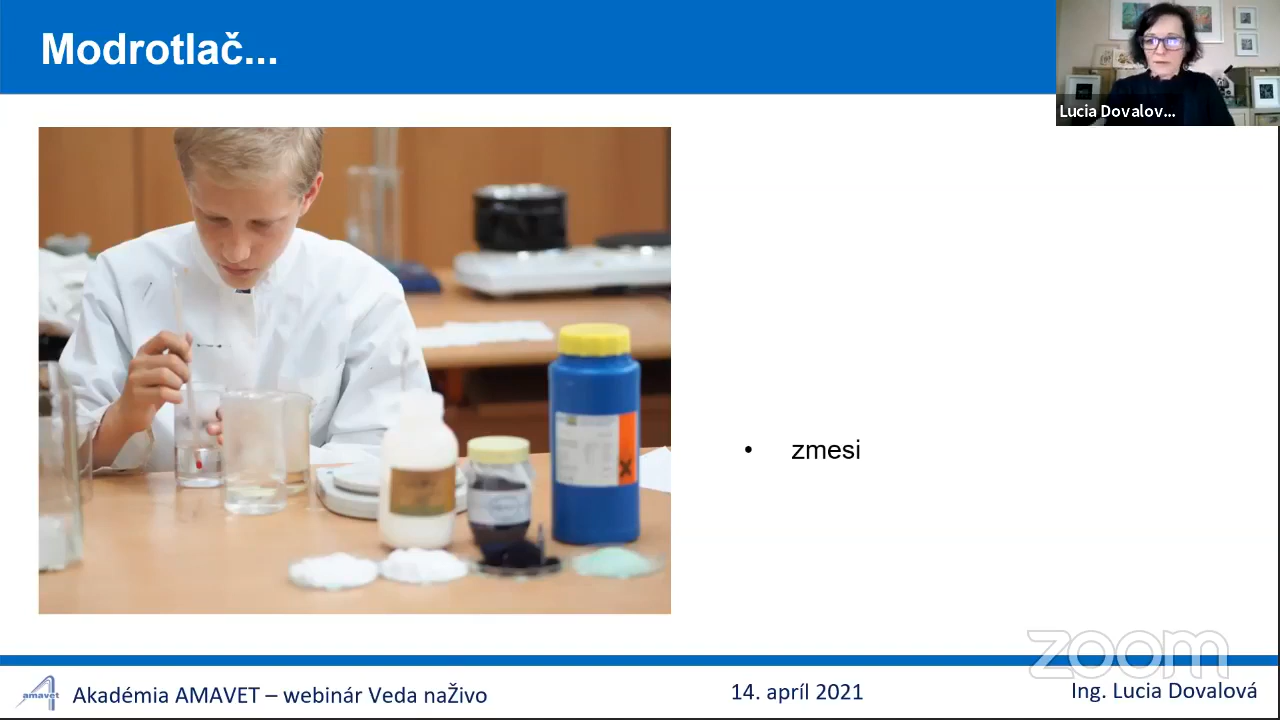 Modrotlač...
Lucia Dovalov...
• zmesi
zoom
amavet
Akadémia AMAVET – webinár Veda naŽivo
14. apríl 2021
Ing. Lucia Dovalová